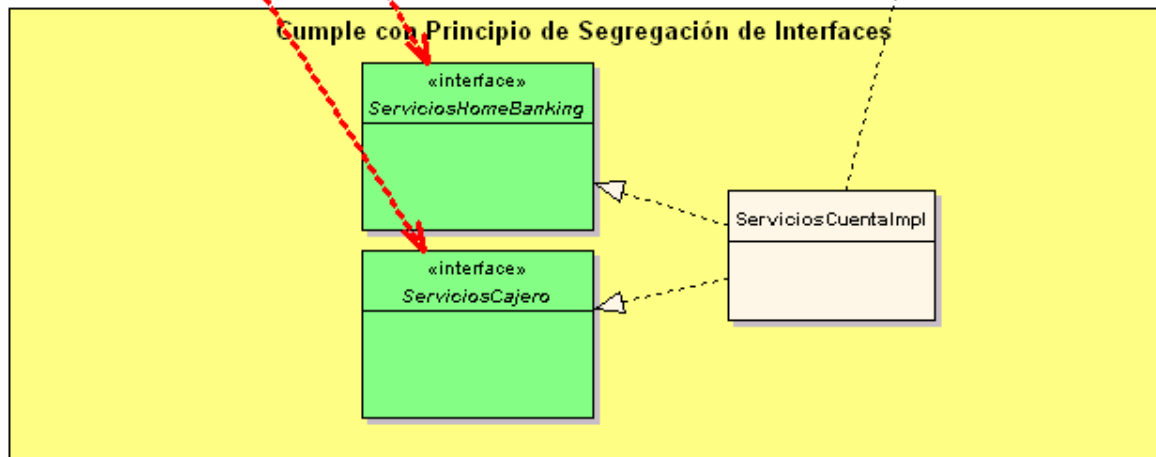 Cumple con Principio de Segregación de Interfaces
«interface»
ServiciosHomeBanking
ServiciosCuentaImpl
«interface»
ServiciosCajero